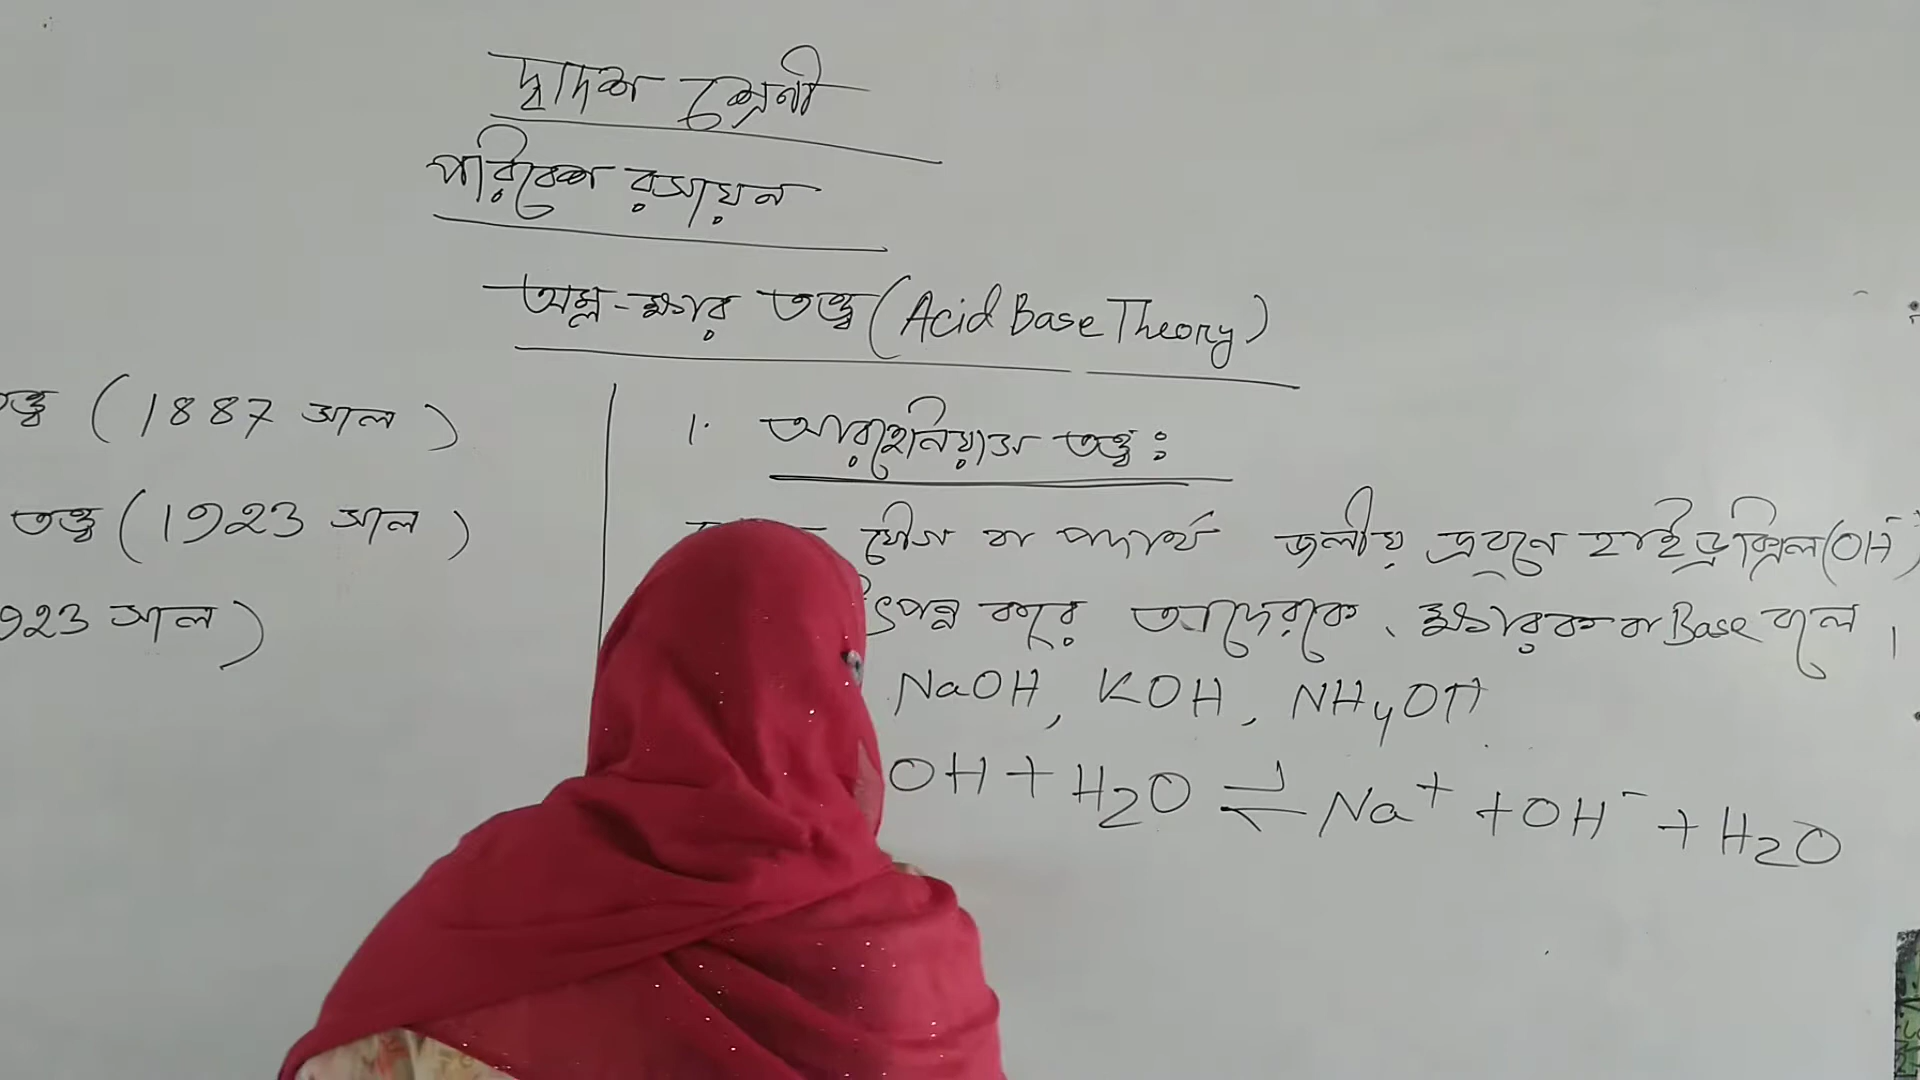 দ্বাদশ শ্রেণী
পরিবেশ রসায়ন
অম্ল-ক্ষার তত্ত্ব (Acid Base Theory)
তত্ত্ব (1887 সাল)
তত্ত্ব (1923 সাল)
923 সাল)
1. আরহেনিয়াস তত্ত্ব :
যৌগ বা পদার্থ জলীয় দ্রবনে হাইড্রক্সিল (OH⁻)
উৎপন্ন করে তাদেরকে ক্ষারক বা Base বলে।
NaOH, KOH, NH₄OH
OH + H₂O ⇌ Na⁺ + OH⁻ + H₂O